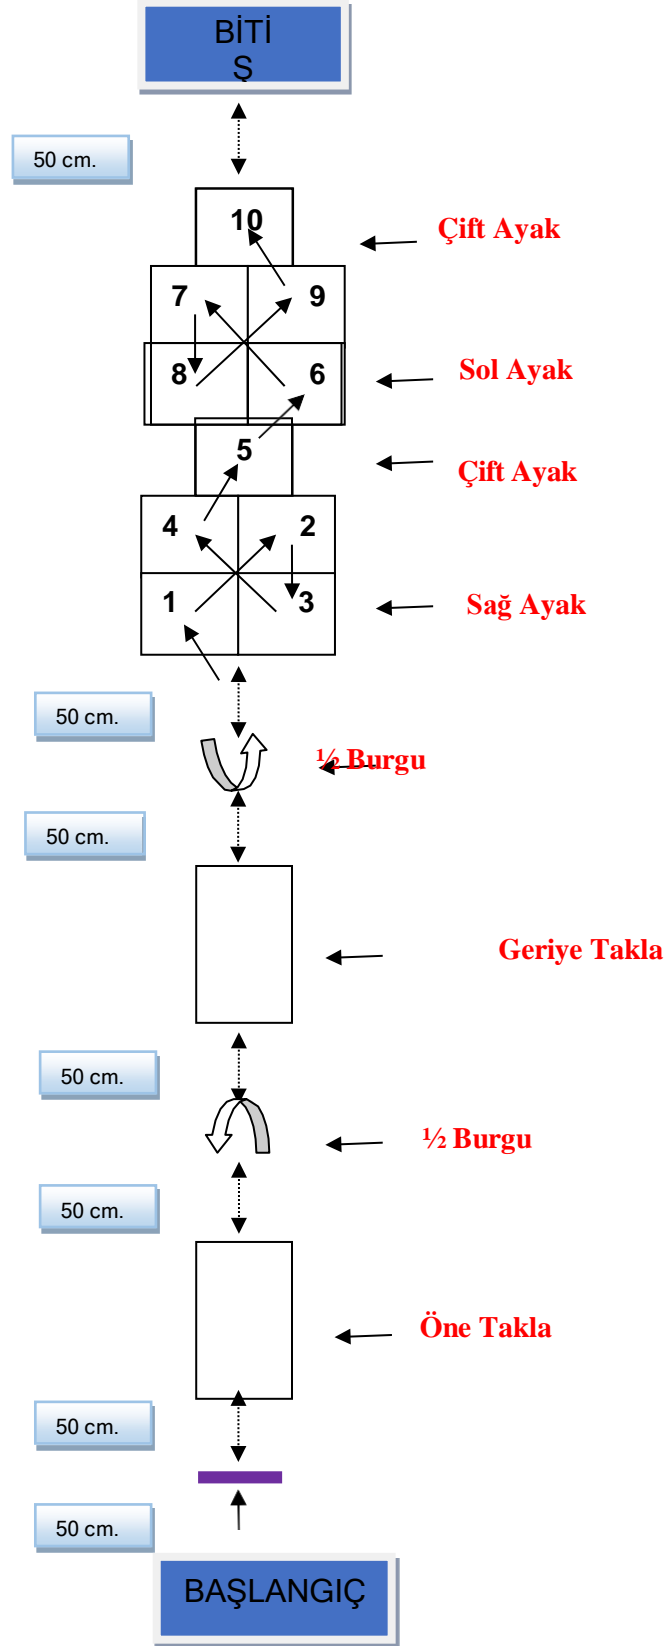 BİTİ
Ş
50 cm.
10
Çift Ayak
7
9
8
6
Sol Ayak
5
Çift Ayak
4
2
1
3
Sağ Ayak
50 cm.
½ Burgu
50 cm.
Geriye Takla
50 cm.
½ Burgu
50 cm.
Öne Takla
50 cm.
50 cm.
BAŞLANGIÇ